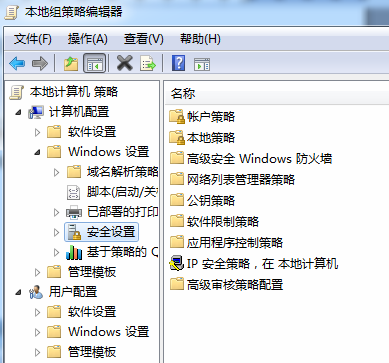 本地组策略编辑器
文件(F) 操作(A) 查看(V) 帮助(H)
本地计算机 策略
计算机配置
软件设置
Windows 设置
域名解析策略
脚本(启动/关
已部署的打印
安全设置
基于策略的 Q
管理模板
用户配置
软件设置
Windows 设置
管理模板
名称
帐户策略
本地策略
高级安全 Windows 防火墙
网络列表管理器策略
公钥策略
软件限制策略
应用程序控制策略
IP 安全策略，在 本地计算机
高级审核策略配置